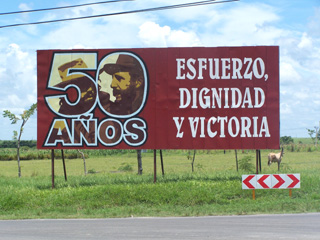 50
AÑOS
ESFUERZO,
DIGNIDAD
Y VICTORIA